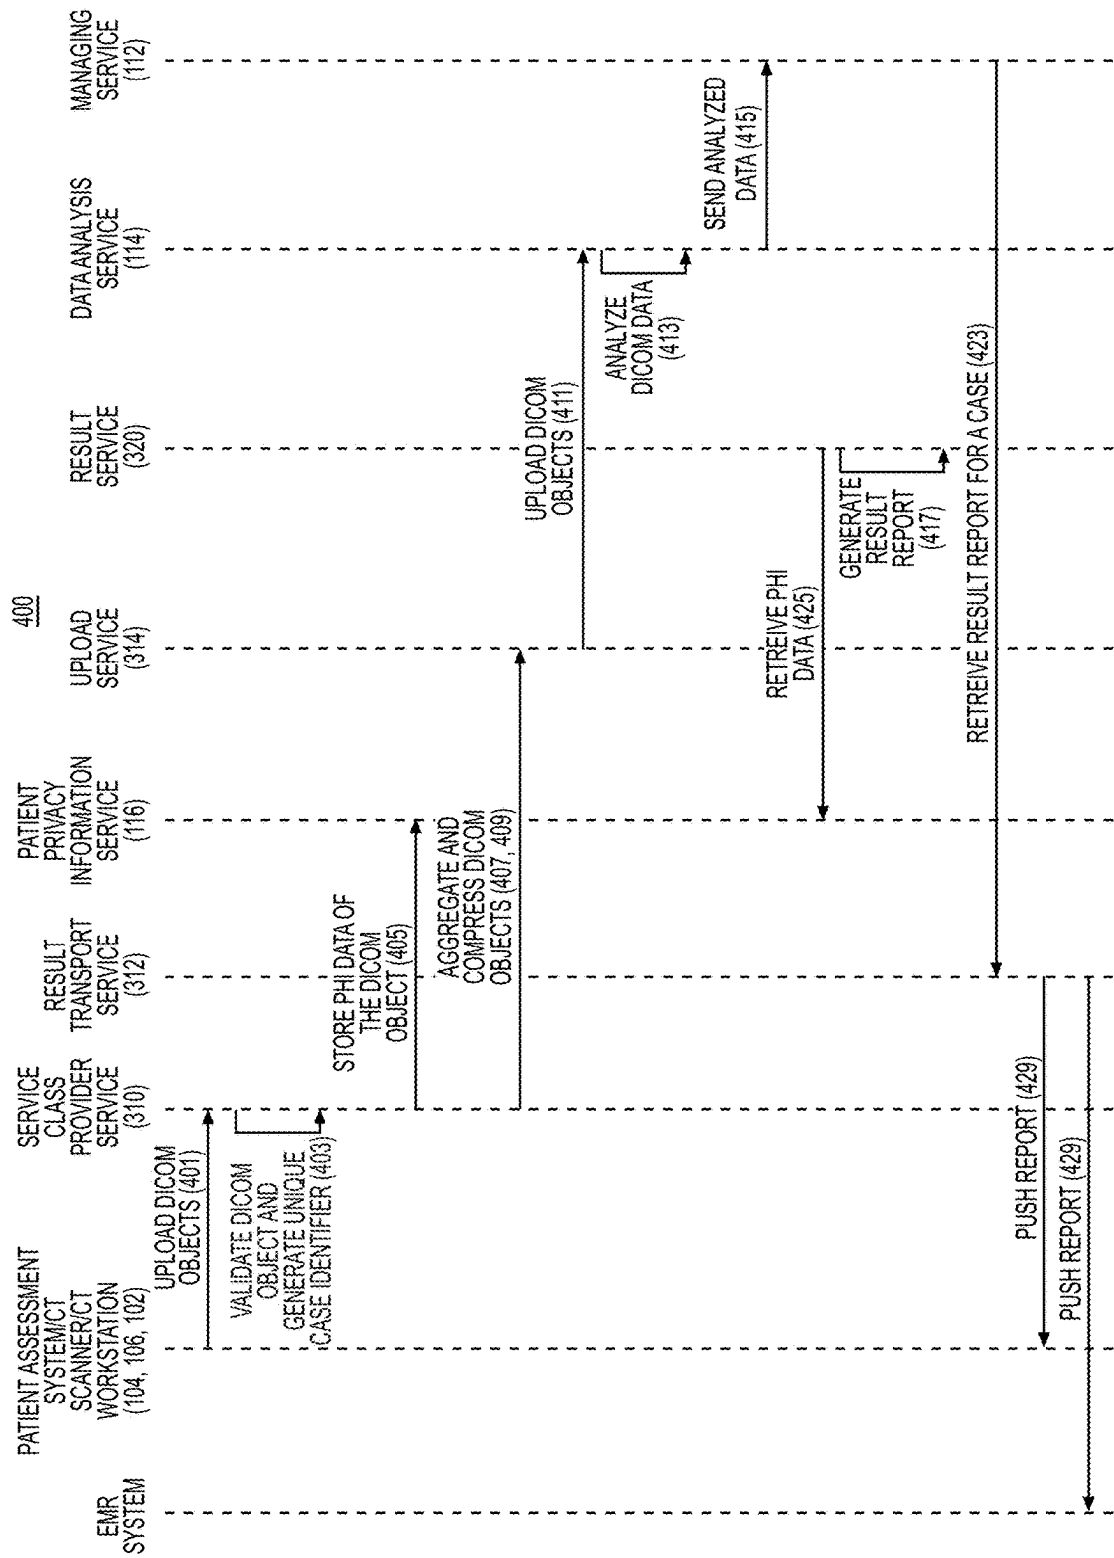 400
EMR
SYSTEM
PATIENT ASSESSMENT
SYSTEM/CT
SCANNER/CT
WORKSTATION
(104, 106, 102)
SERVICE
CLASS
PROVIDER
SERVICE
(310)
RESULT
TRANSPORT
SERVICE
(312)
PATIENT
PRIVACY
INFORMATION
SERVICE
(116)
UPLOAD
SERVICE
(314)
RESULT
SERVICE
(320)
DATA ANALYSIS
SERVICE
(114)
MANAGING
SERVICE
(112)
UPLOAD DICOM
OBJECTS (401)
VALIDATE DICOM
OBJECT AND
GENERATE UNIQUE
CASE IDENTIFIER (403)
STORE PHI DATA OF
THE DICOM
OBJECT (405)
AGGREGATE AND
COMPRESS DICOM
OBJECTS (407, 409)
UPLOAD DICOM
OBJECTS (411)
ANALYZE
DICOM DATA
(413)
SEND ANALYZED
DATA (415)
RETREIVE PHI
DATA (425)
GENERATE
RESULT
REPORT
(417)
RETREIVE RESULT REPORT FOR A CASE (423)
PUSH REPORT (429)
PUSH REPORT (429)